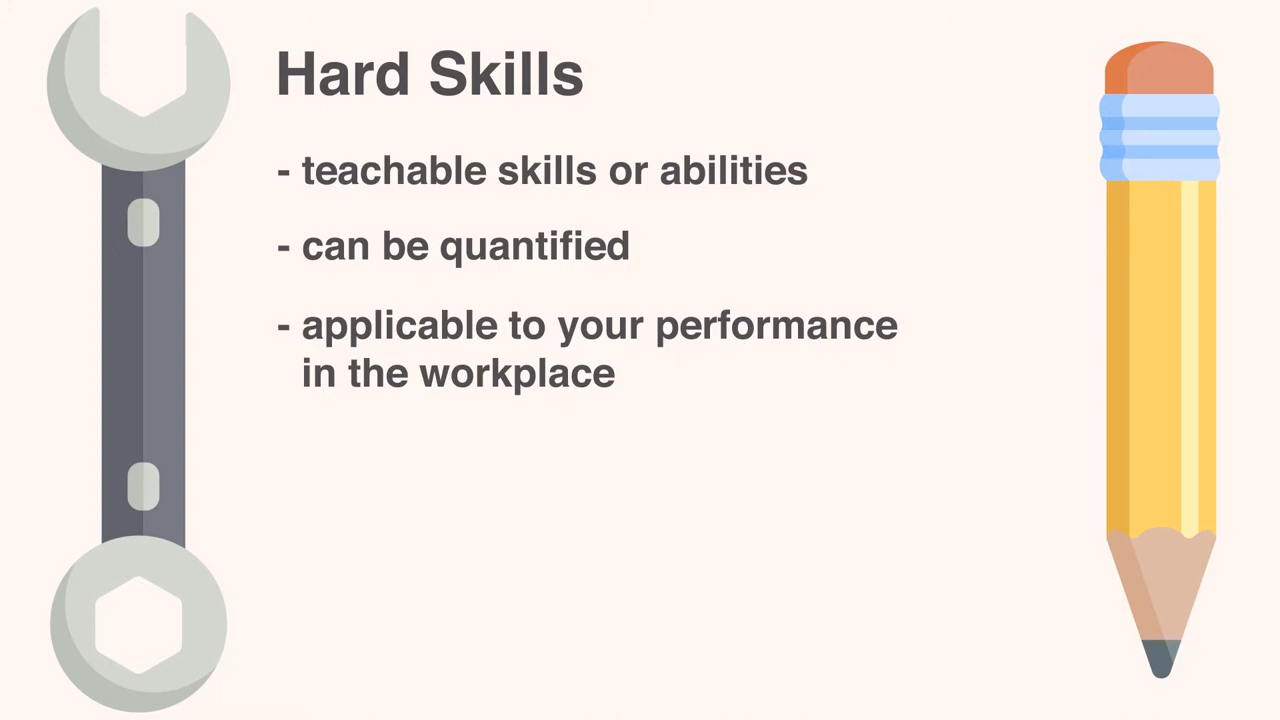 Hard Skills
- teachable skills or abilities
- can be quantified
- applicable to your performance
in the workplace